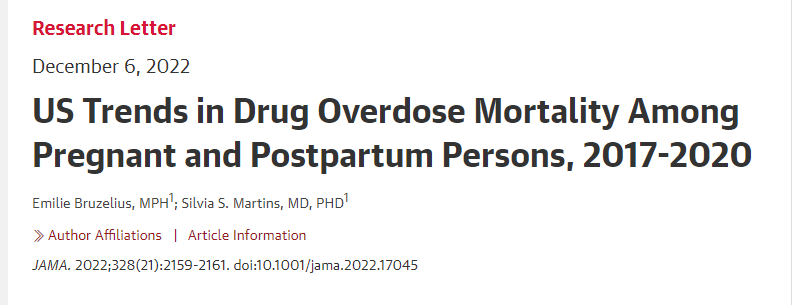 Research Letter
December 6, 2022
US Trends in Drug Overdose Mortality Among
Pregnant and Postpartum Persons, 2017-2020
Emilie Bruzelius, MPH1; Silvia S. Martins, MD, PHD1
Author Affiliations | Article Information
JAMA. 2022;328(21):2159-2161. doi:10.1001/jama.2022.17045